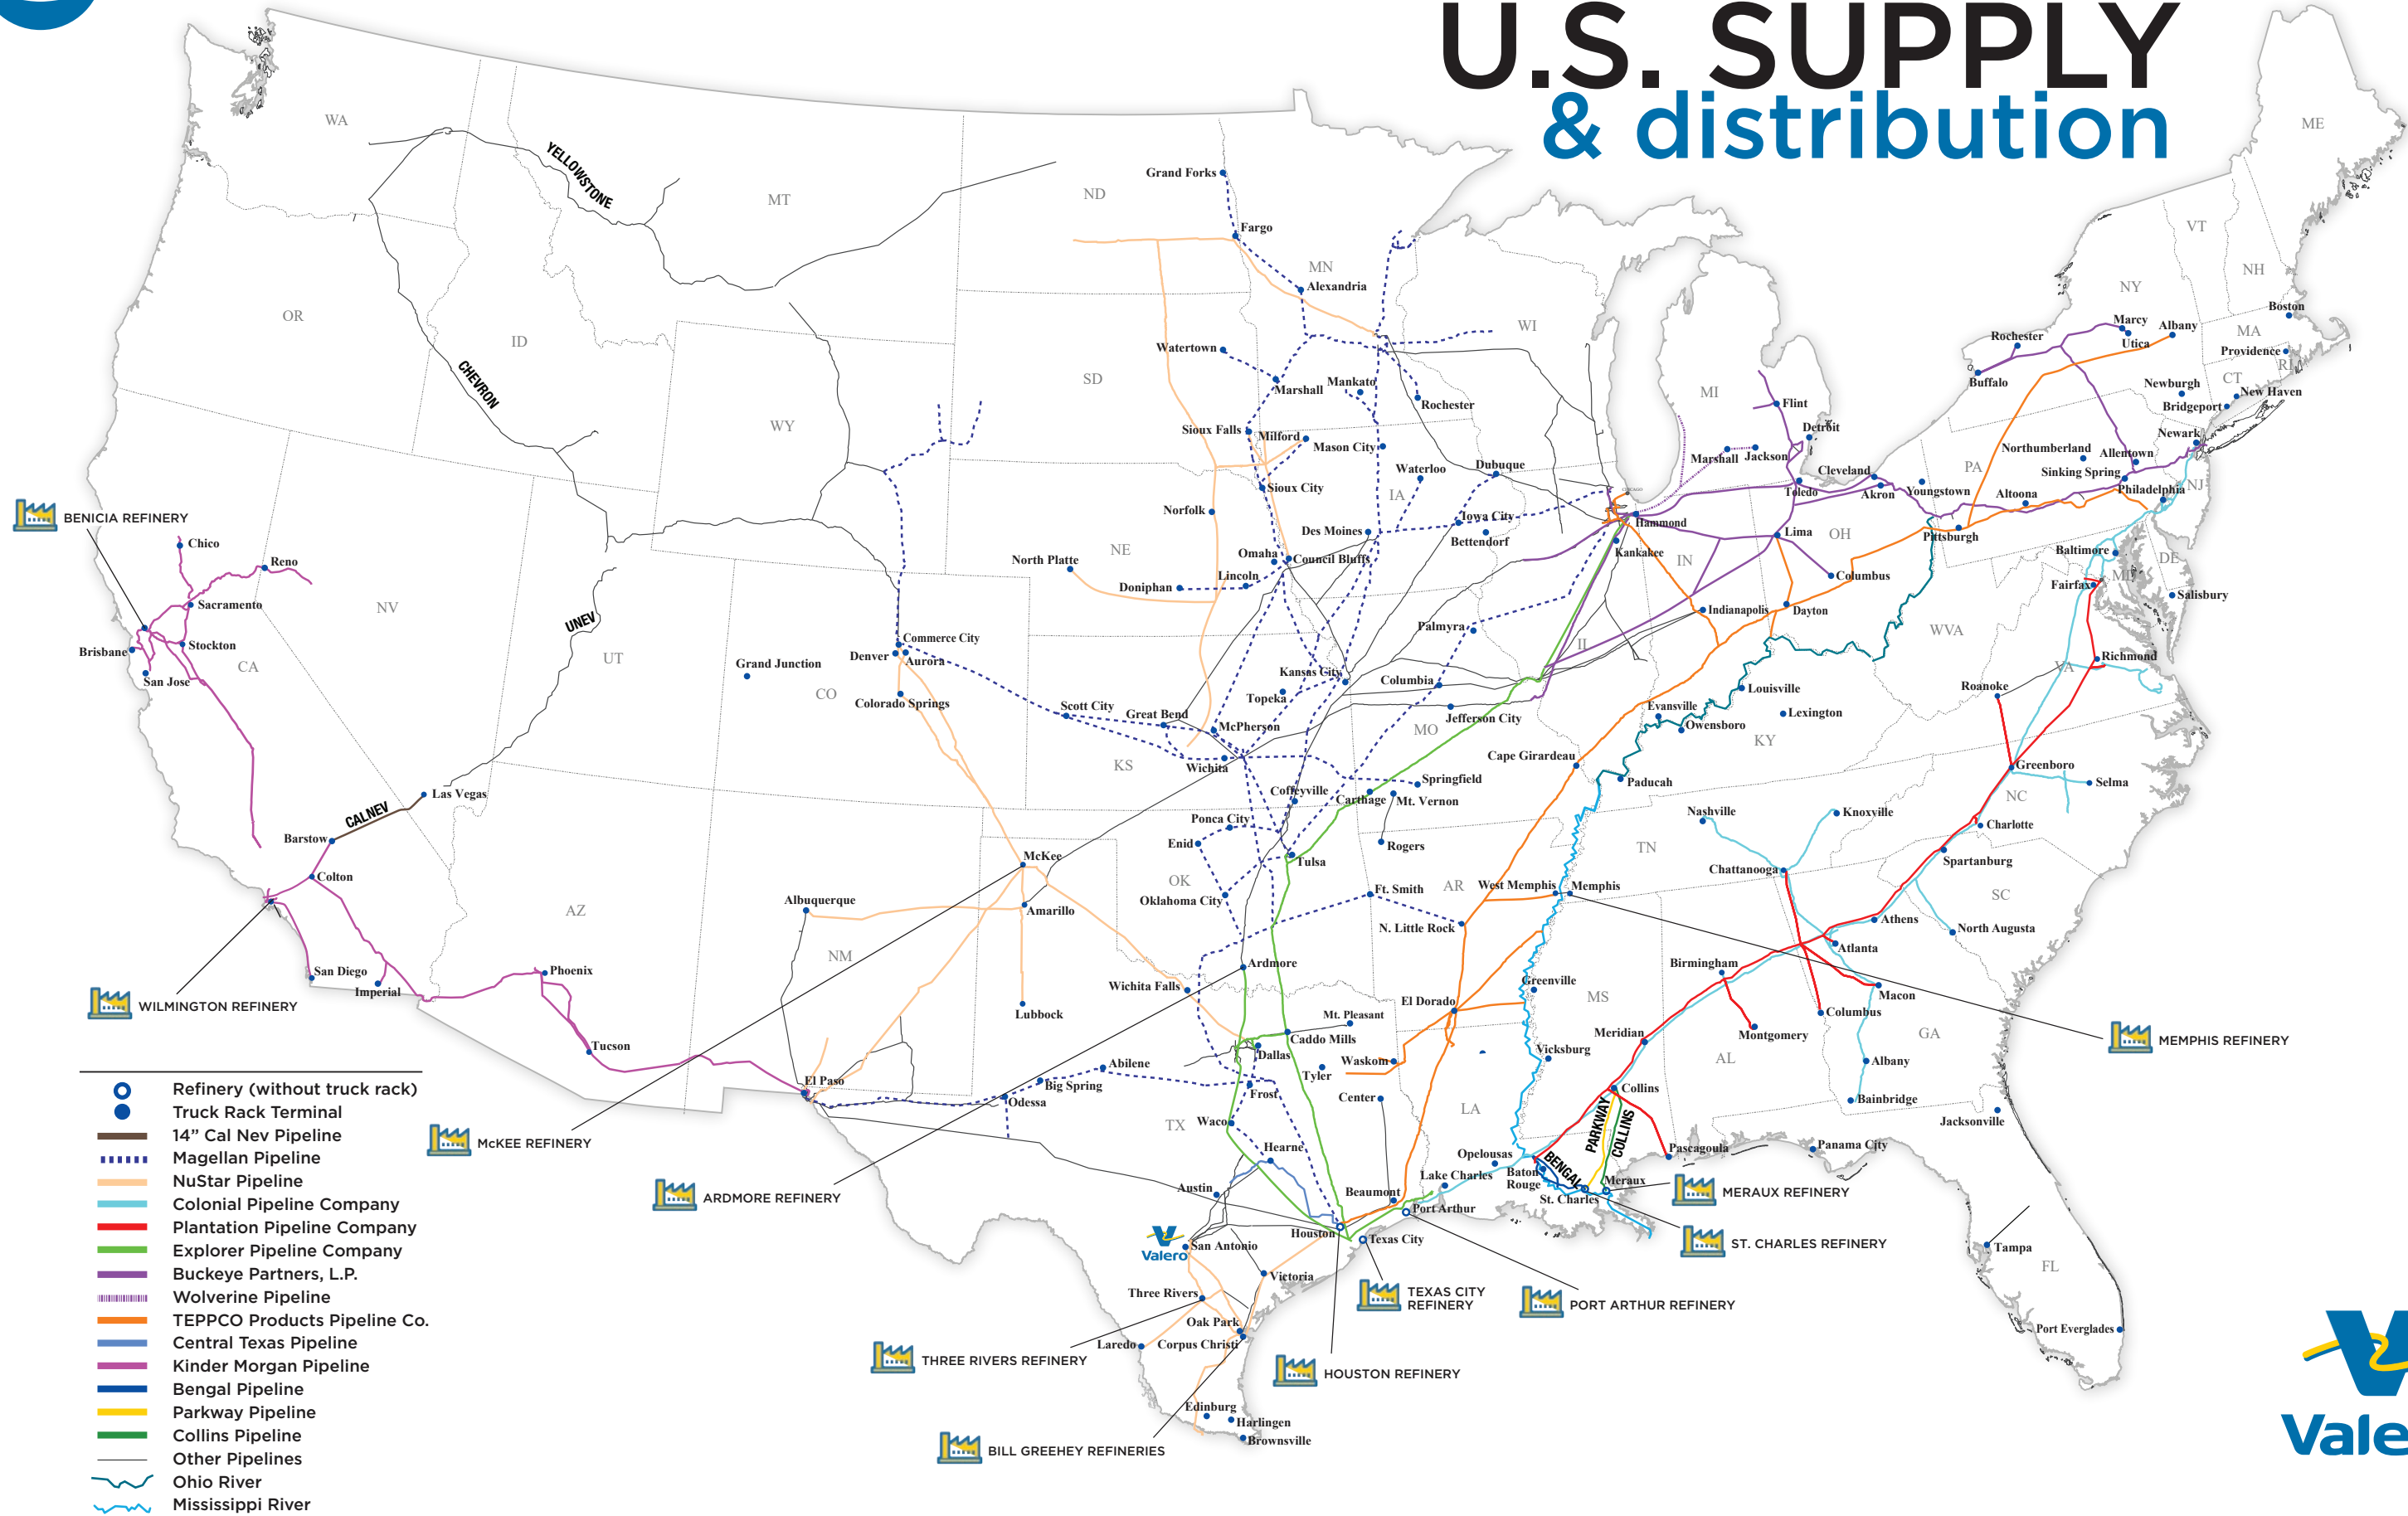 U.S. SUPPLY
& distribution
WA
YELLOWSTONE
MT
ND
Grand Forks
Fargo
MN
Alexandria
ME
VT
NH
NY
OR
ID
CHEVRON
WY
SD
Watertown
Marshall
Mankato
Rochester
WI
MI
Flint
Detroit
Marshall
Jackson
Rochester
Buffalo
Marcy
Utica
Albany
Boston
MA
Providence
RI
CT
Newburgh
New Haven
Bridgeport
Newark
Sioux Falls
Milford
Mason City
Waterloo
Dubuque
IA
Sioux City
Norfolk
NE
Des Moines
Iowa City
Bettendorf
Omaha
Council Bluffs
Lincoln
North Platte
Doniphan
CHICAGO
Hammond
Kankakee
IN
Toledo
Cleveland
Akron
Youngstown
PA
Northumberland
Allentown
Sinking Spring
Altoona
Philadelphia
NJ
Lima
OH
Pittsburgh
Columbus
Dayton
Indianapolis
Baltimore
MD
DE
Fairfax
Salisbury
WVA
VA
Richmond
Roanoke
BENICIA REFINERY
Chico
Reno
Sacramento
NV
Stockton
Brisbane
San Jose
CA
UNEV
UT
Grand Junction
CO
Commerce City
Denver
Aurora
Colorado Springs
Scott City
Great Bend
McPherson
KS
Wichita
Topeka
Kansas City
Palmyra
Columbia
Jefferson City
MO
IL
Evansville
Owensboro
Louisville
Lexington
KY
Paducah
Cape Girardeau
Springfield
Carthage
Mt. Vernon
Rogers
Coffeyville
Ponca City
Enid
Tulsa
OK
Oklahoma City
Ft. Smith
AR
N. Little Rock
West Memphis
Memphis
TN
Nashville
Knoxville
Chattanooga
Greenboro
Selma
NC
Charlotte
Spartanburg
SC
North Augusta
Athens
Atlanta
Macon
Columbus
GA
Albany
Bainbridge
Jacksonville
Birmingham
Montgomery
AL
Meridian
MS
Greenville
Vicksburg
Las Vegas
CALNEV
Barstow
Colton
San Diego
Imperial
WILMINGTON REFINERY
AZ
Phoenix
Tucson
Albuquerque
NM
El Paso
McKee
Amarillo
Lubbock
Wichita Falls
Ardmore
Mt. Pleasant
Caddo Mills
Dallas
Tyler
Waskom
El Dorado
Abilene
Big Spring
Odessa
Frost
Center
LA
TX
Waco
Hearne
Austin
Valero
San Antonio
Victoria
Three Rivers
Oak Park
Corpus Christi
Laredo
Edinburg
Harlingen
Brownsville
Houston
Texas City
Beaumont
Port Arthur
Lake Charles
Opelousas
Baton
Rouge
BENGAL
St. Charles
Meraux
PARKWAY
COLLINS
Collins
Pascagoula
Panama City
Tampa
FL
Port Everglades
MEMPHIS REFINERY
MERAUX REFINERY
ST. CHARLES REFINERY
PORT ARTHUR REFINERY
TEXAS CITY
REFINERY
HOUSTON REFINERY
THREE RIVERS REFINERY
BILL GREEHEY REFINERIES
ARDMORE REFINERY
McKEE REFINERY
Refinery (without truck rack)
Truck Rack Terminal
14” Cal Nev Pipeline
Magellan Pipeline
NuStar Pipeline
Colonial Pipeline Company
Plantation Pipeline Company
Explorer Pipeline Company
Buckeye Partners, L.P.
Wolverine Pipeline
TEPPCO Products Pipeline Co.
Central Texas Pipeline
Kinder Morgan Pipeline
Bengal Pipeline
Parkway Pipeline
Collins Pipeline
Other Pipelines
Ohio River
Mississippi River
Vale